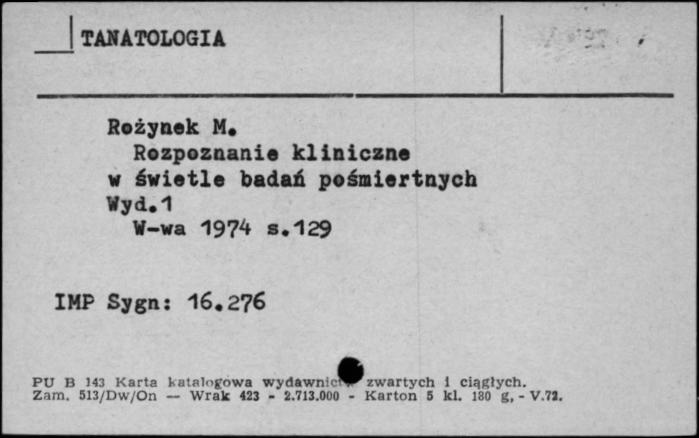 TANATOLOGIA
Rożynek M.
Rozpoznanie kliniczne
w świetle badań pośmiertnych
Wyd.1
W-wa 1974 s.129
IMP Sygn: 16.276
PU B 143 Karta katalogowa wydawnictw zwartych i ciągłych.
Zam. 513/Dw/On — Wrak 423 - 2.713.000 - Karton 5 kl. 180 g, - V.72.